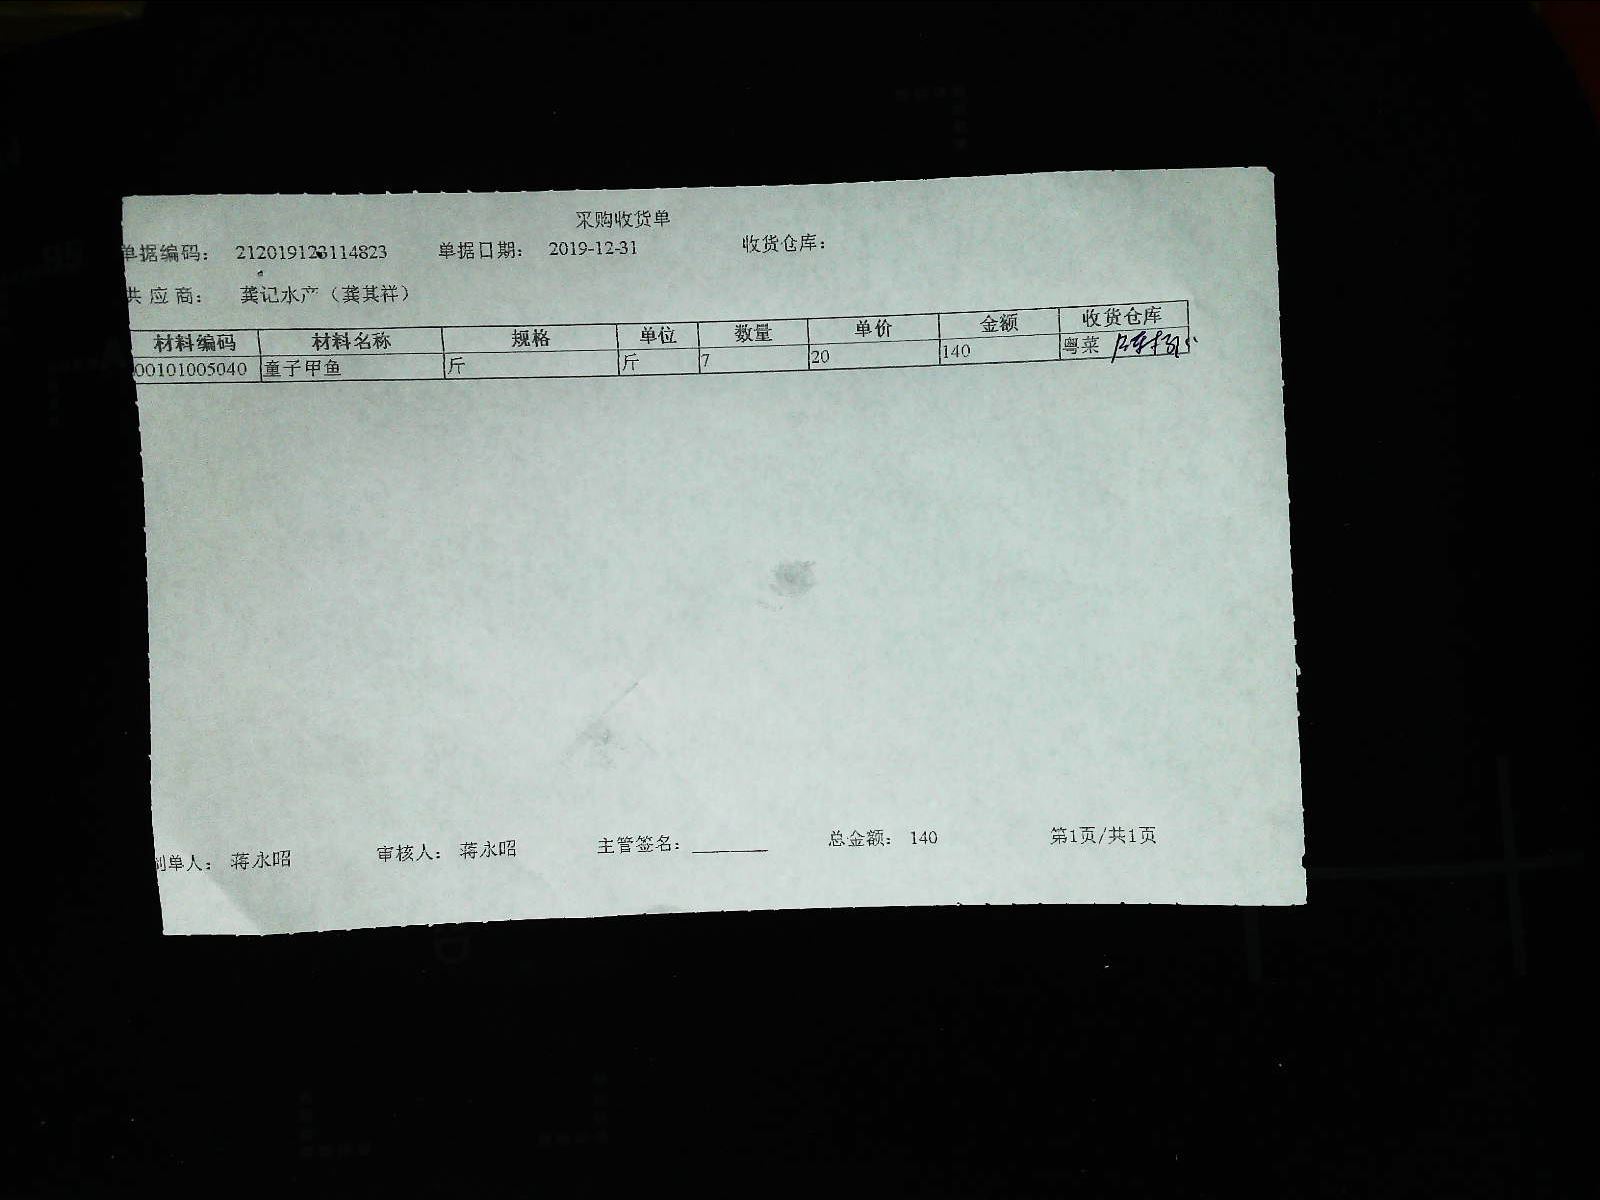 采购收货单
单据编码： 212019123114823 单据日期： 2019-12-31 收货仓库：
供应商： 龚记水产（龚其祥）
材料编码 材料名称 规格 单位 数量 单价 金额 收货仓库
00101005040 童子甲鱼 斤 斤 7 20 140 粤菜
制单人： 蒋永昭 审核人： 蒋永昭 主管签名： 总金额： 140 第1页/共1页